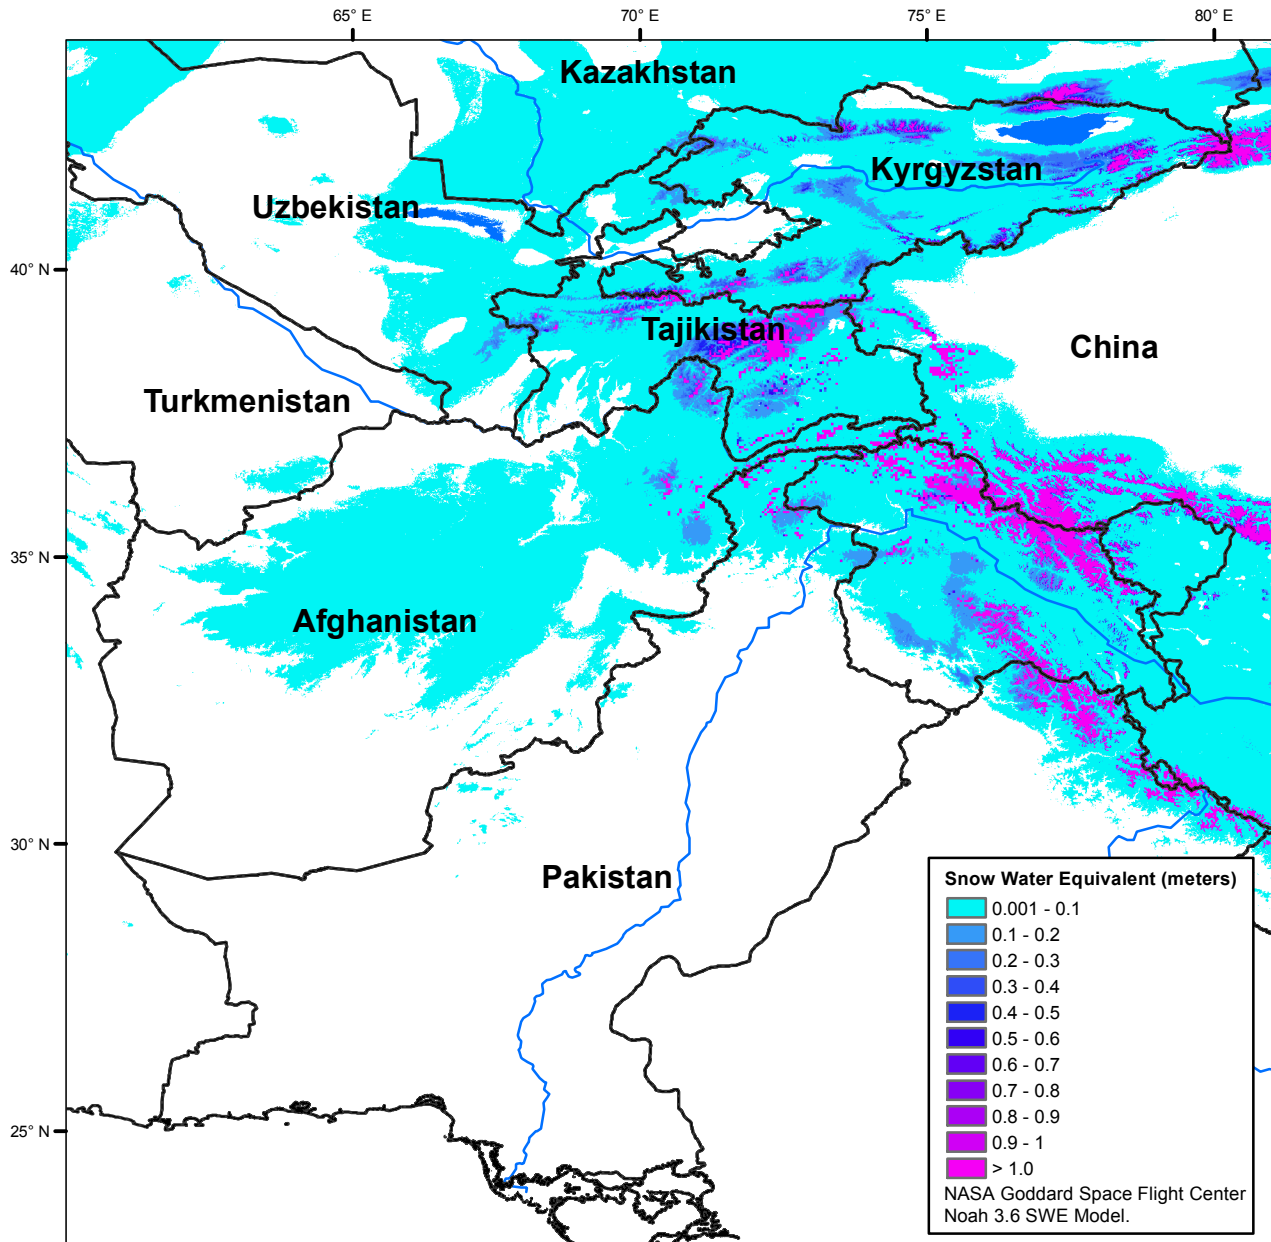 65° E
70° E
75° E
80° E
Kazakhstan
Kyrgyzstan
Uzbekistan
40° N
Tajikistan
China
Turkmenistan
35° N
Afghanistan
30° N
Pakistan
25° N
Snow Water Equivalent (meters)
0.001 - 0.1
0.1 - 0.2
0.2 - 0.3
0.3 - 0.4
0.4 - 0.5
0.5 - 0.6
0.6 - 0.7
0.7 - 0.8
0.8 - 0.9
0.9 - 1
> 1.0
NASA Goddard Space Flight Center
Noah 3.6 SWE Model.